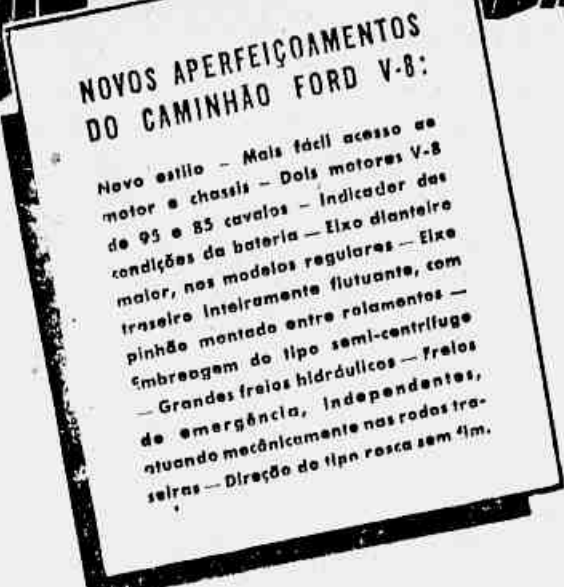 NOVOS APERFEIÇOAMENTOS
DO CAMINHÃO FORD V-8:
Novo estilo — Mais fácil acesso ao
motor e chassis — Dois motores V-8
de 95 e 85 cavalos — Indicador das
condições da bateria — Eixo dianteiro
maior, nos modelos regulares — Eixo
traseiro inteiramente flutuante, com
pinhão montado entre rolamentos —
Embreagem do tipo semi-centrífuga
— Grandes freios hidráulicos — Freios
de emergência, independentes,
atuando mecânicamente nas rodas tra-
seiras — Direção do tipo rosca sem fim.